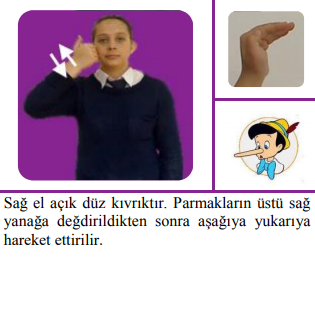 Sağ el açık düz kıvrıktır. Parmakların üstü sağ
yanağa değdirildikten sonra aşağıya yukarıya
hareket ettirilir.